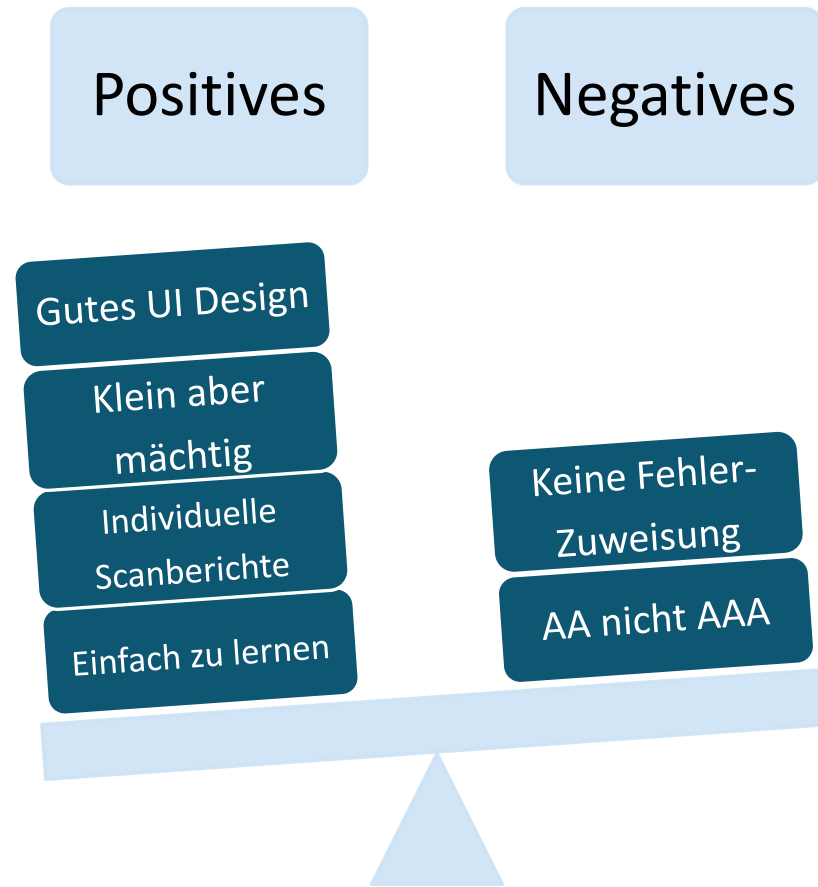 Positives
Negatives
Gutes UI Design
Klein aber
mächtig
Individuelle
Scanberichte
Einfach zu lernen
Keine Fehler-
Zuweisung
AA nicht AAA